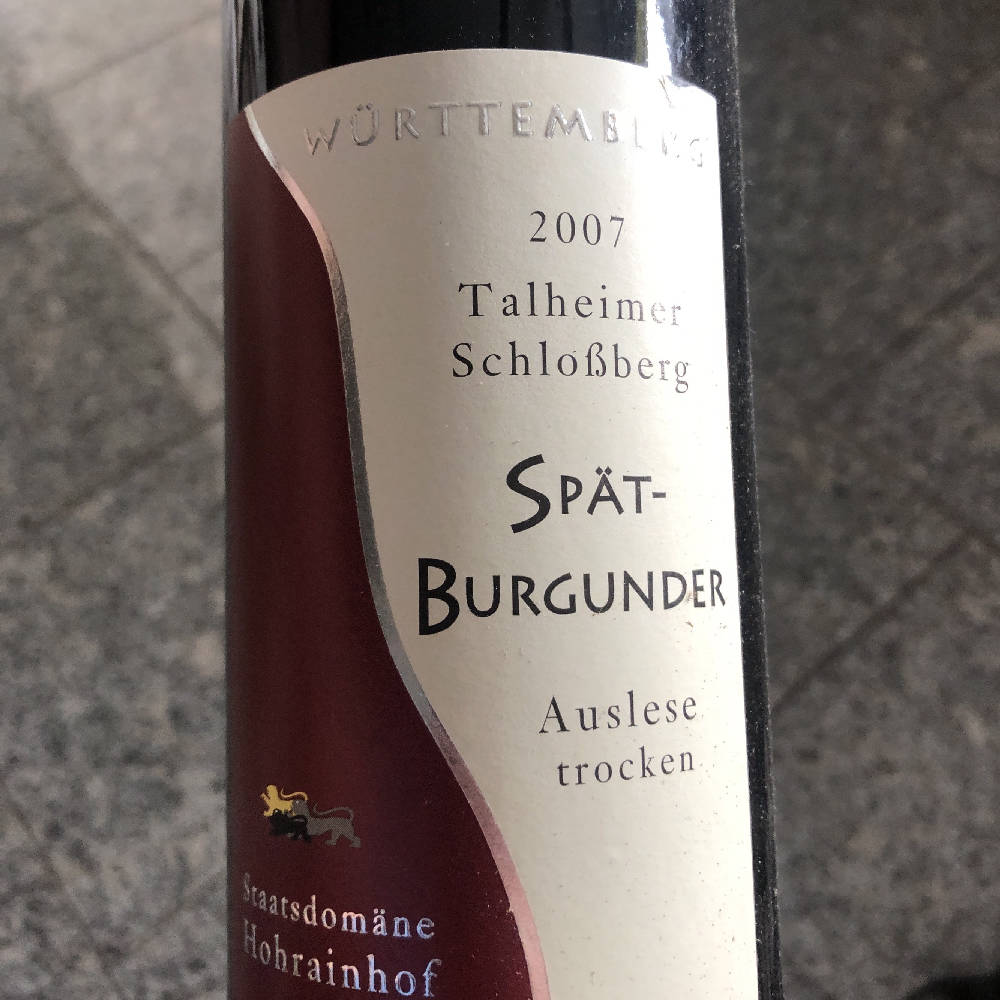 WÜRTTEMBERG
2007
Talheimer
Schloßberg
SPÄT-
BURGUNDER
Auslese
trocken
Staatsdomäne
Hohrainhof